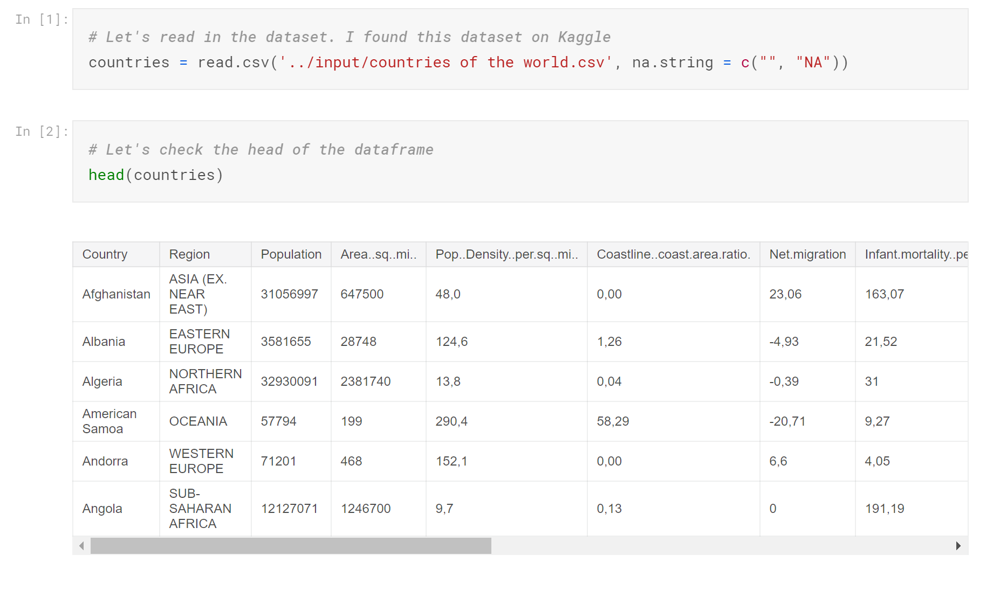 In [1]:
# Let's read in the dataset. I found this dataset on Kaggle
countries = read.csv('../input/countries of the world.csv', na.string = c("", "NA"))
In [2]:
# Let's check the head of the dataframe
head(countries)
Country Region Population Area..sq..mi.. Pop..Density..per.sq..mi.. Coastline..coast.area.ratio. Net.migration Infant.mortality..pe
Afghanistan ASIA (EX. NEAR EAST) 31056997 647500 48,0 0,00 23,06 163,07
Albania EASTERN EUROPE 3581655 28748 124,6 1,26 -4,93 21,52
Algeria NORTHERN AFRICA 32930091 2381740 13,8 0,04 -0,39 31
American Samoa OCEANIA 57794 199 290,4 58,29 -20,71 9,27
Andorra WESTERN EUROPE 71201 468 152,1 0,00 6,6 4,05
Angola SUB-SAHARAN AFRICA 12127071 1246700 9,7 0,13 0 191,19